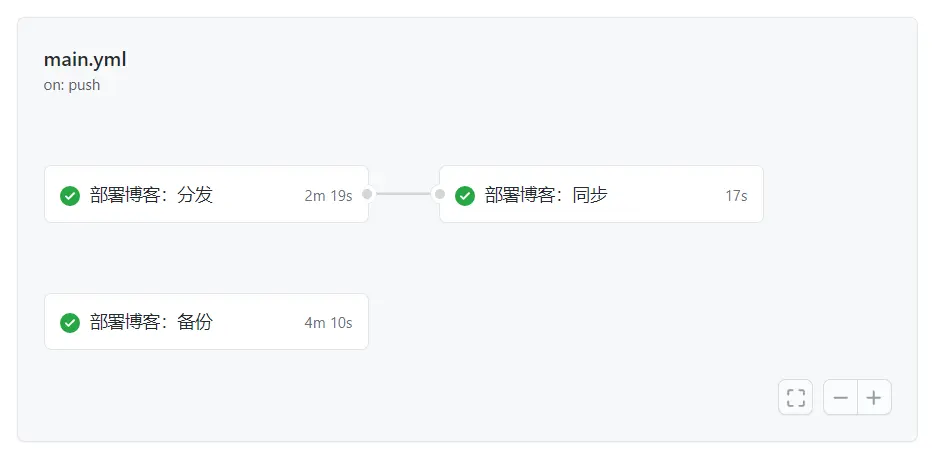 main.yml
on: push
部署博客：分发 2m 19s
部署博客：同步 17s
部署博客：备份 4m 10s